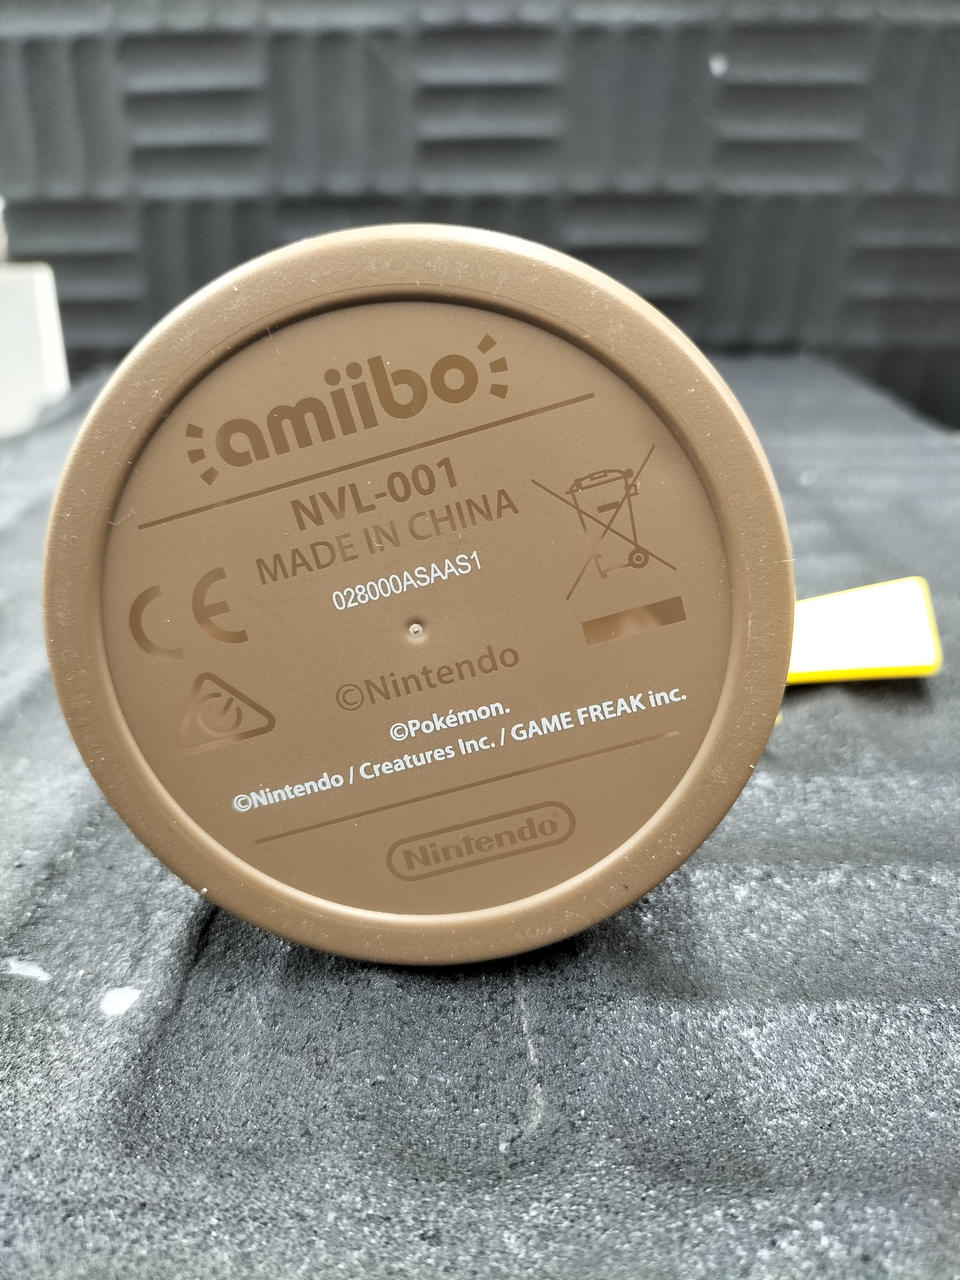 amiibo
NVL-001
MADE IN CHINA
028000ASAAS1
CE
©Nintendo
©Pokémon.
©Nintendo / Creatures Inc. / GAME FREAK inc.
Nintendo®